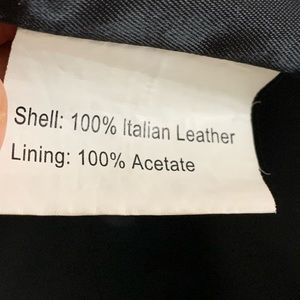 Shell: 100% Italian Leather
Lining: 100% Acetate